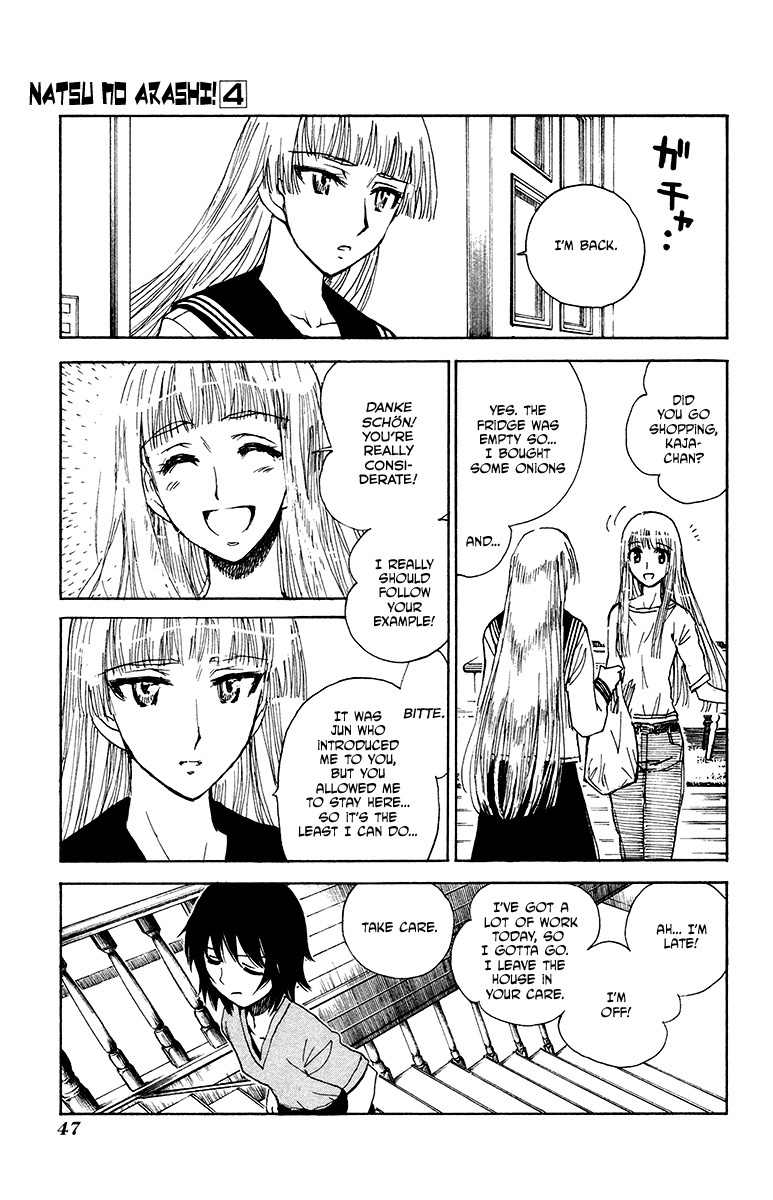 NATSU NO ARASHI! 4
ガチャ…
I'M BACK.
DID
YOU GO
SHOPPING,
KAJA-
CHAN?
YES. THE
FRIDGE WAS
EMPTY SO...
I BOUGHT
SOME ONIONS
AND...
DANKE
SCHÖN!
YOU'RE
REALLY
CONSI-
DERATE!
I REALLY
SHOULD
FOLLOW
YOUR
EXAMPLE!
BITTE.
IT WAS
JUN WHO
INTRODUCED
ME TO YOU,
BUT YOU
ALLOWED ME
TO STAY HERE...
SO IT'S THE
LEAST I CAN DO...
AH... I'M
LATE!
I'VE GOT A
LOT OF WORK
TODAY, SO
I GOTTA GO.
I LEAVE THE
HOUSE IN
YOUR CARE.
I'M
OFF!
TAKE CARE.
47